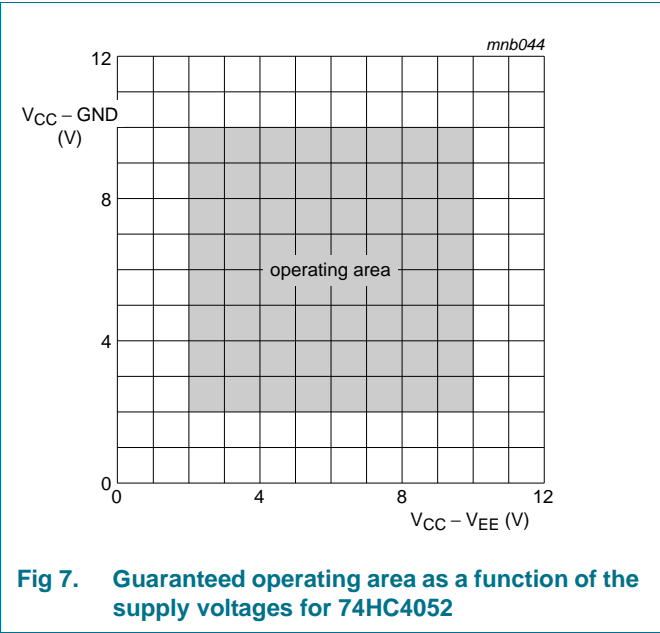 mnb044
12
VCC – GND
(V)
8
operating area
4
0
0 4 8 12
VCC – VEE (V)
Fig 7. Guaranteed operating area as a function of the
supply voltages for 74HC4052